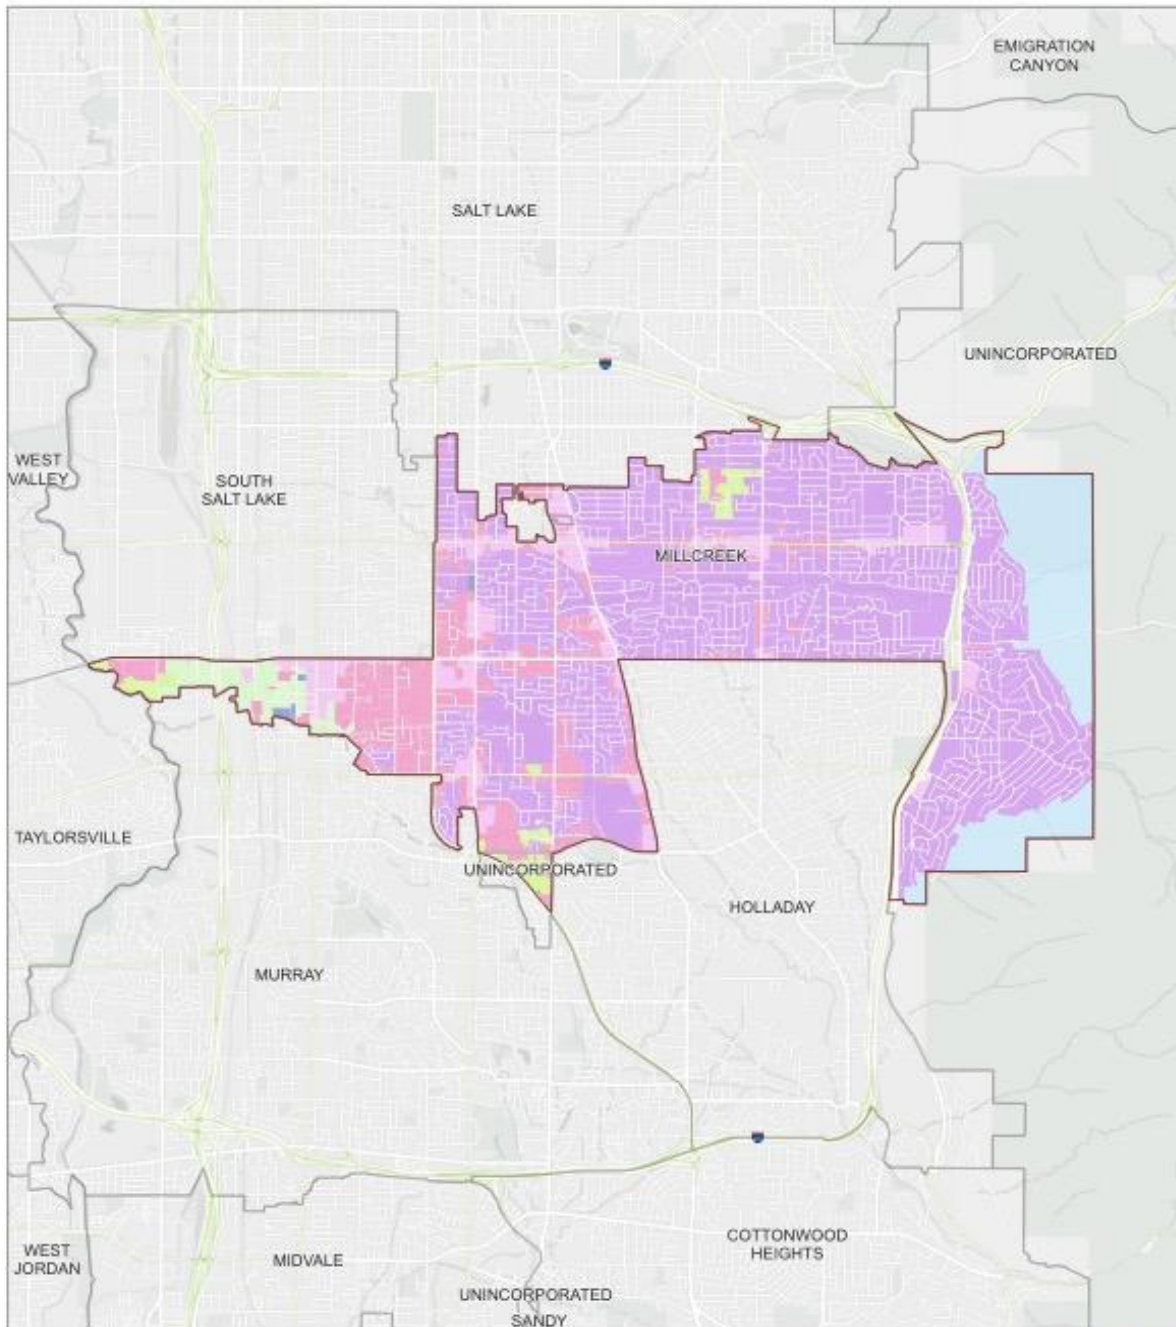 EMIGRATION
CANYON
SALT LAKE
UNINCORPORATED
WEST
VALLEY
SOUTH
SALT LAKE
MILLCREEK
TAYLORSVILLE
UNINCORPORATED
HOLLADAY
MURRAY
COTTONWOOD
HEIGHTS
WEST
JORDAN
MIDVALE
UNINCORPORATED
SANDY